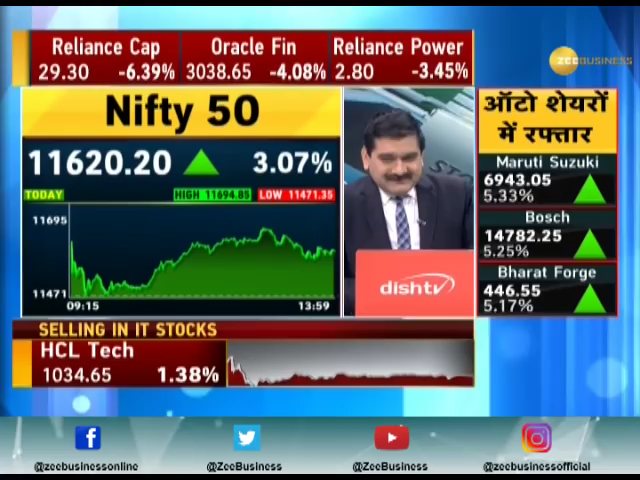 Reliance Cap
29.30 -6.39%
Oracle Fin
3038.65 -4.08%
Reliance Power
2.80 -3.45%
ZEEBUSINESS
Nifty 50
11620.20 3.07%
TODAY HIGH 11694.85 LOW 11471.35
11695
11471
09:15 13:59
dishtv
ऑटो शेयरों
में रफ्तार
Maruti Suzuki
6943.05
5.33%
Bosch
14782.25
5.25%
Bharat Forge
446.55
5.17%
SELLING IN IT STOCKS
HCL Tech
1034.65 1.38%
@zeebusinessonline @ZeeBusiness @ZeeBusiness @zeebusinessofficial